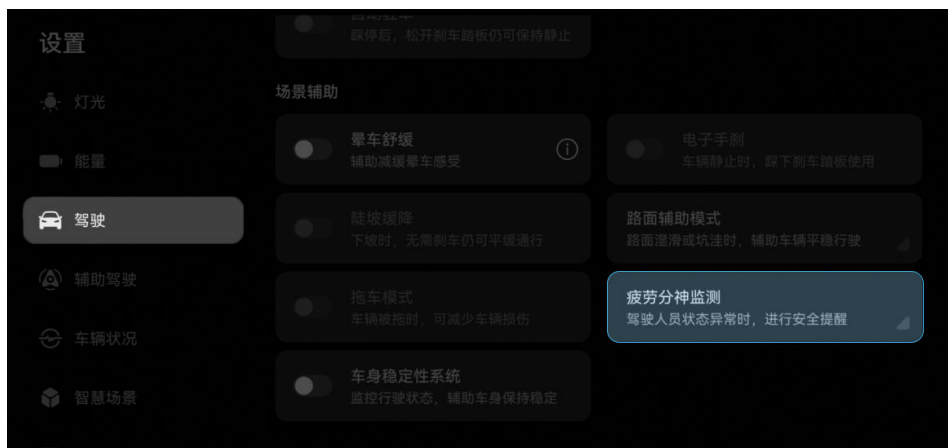 设置
踩停后，松开刹车踏板仍可保持静止
灯光
能量
驾驶
辅助驾驶
车辆状况
智慧场景
场景辅助
晕车舒缓
辅助减缓晕车感受
电子手刹
车辆静止时，踩下刹车踏板使用
陡坡缓降
下坡时，无需刹车仍可平缓通行
路面辅助模式
路面湿滑或坑洼时，辅助车辆平稳行驶
拖车模式
车辆被拖时，可减少车辆损伤
疲劳分神监测
驾驶人员状态异常时，进行安全提醒
车身稳定性系统
监控行驶状态，辅助车身保持稳定